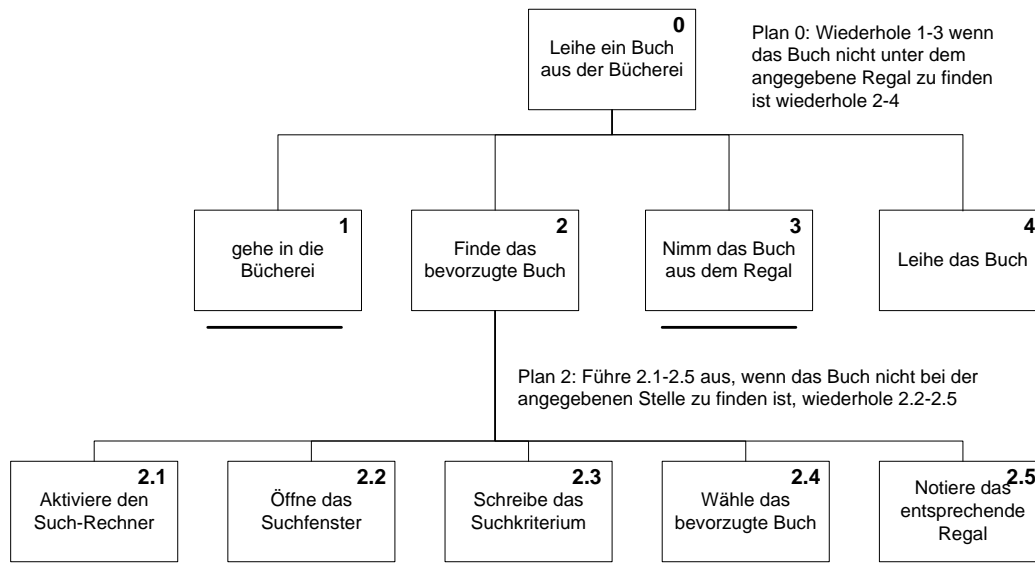 0
Leihe ein Buch
aus der Bücherei
Plan 0: Wiederhole 1-3 wenn
das Buch nicht unter dem
angegebene Regal zu finden
ist wiederhole 2-4
1
gehe in die
Bücherei
2
Finde das
bevorzugte Buch
3
Nimm das Buch
aus dem Regal
4
Leihe das Buch
Plan 2: Führe 2.1-2.5 aus, wenn das Buch nicht bei der
angegebenen Stelle zu finden ist, wiederhole 2.2-2.5
2.1
Aktiviere den
Such-Rechner
2.2
Öffne das
Suchfenster
2.3
Schreibe das
Suchkriterium
2.4
Wähle das
bevorzugte Buch
2.5
Notiere das
entsprechende
Regal